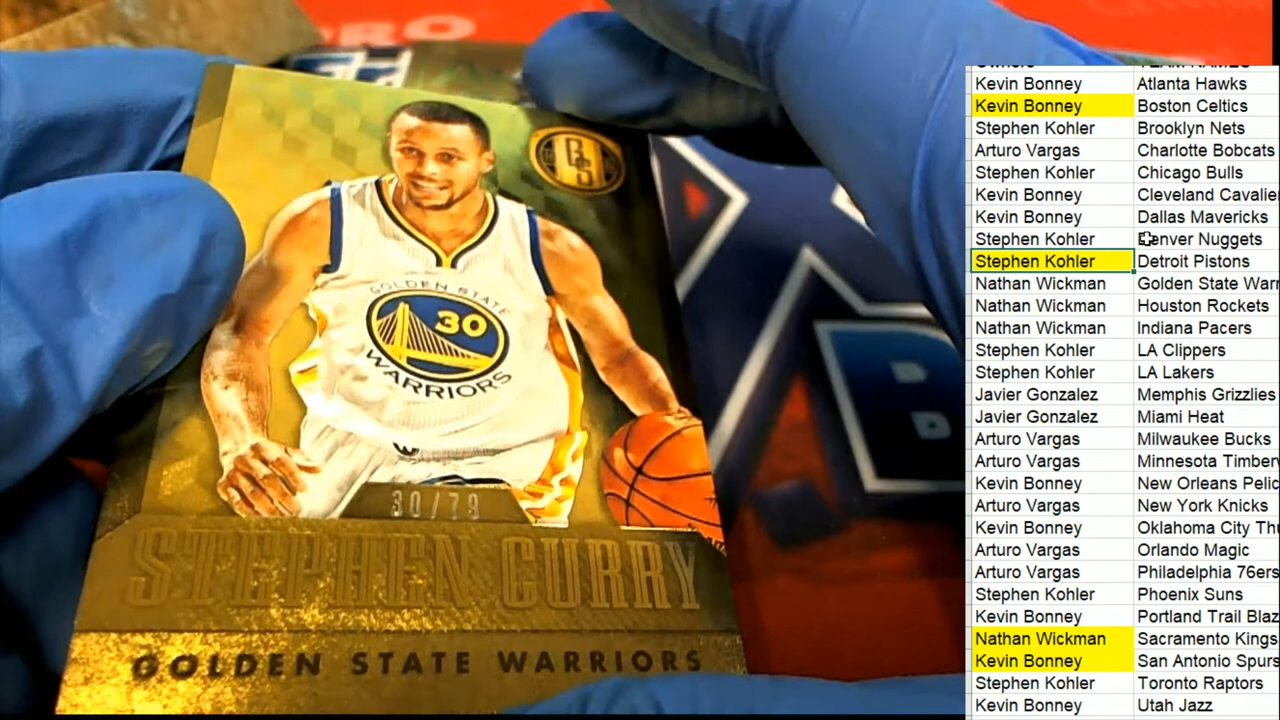 PRO
GS
GOLDEN STATE
30
WARRIORS
30/79
STEPHEN CURRY
GOLDEN STATE WARRIORS
Kevin Bonney Atlanta Hawks
Kevin Bonney Boston Celtics
Stephen Kohler Brooklyn Nets
Arturo Vargas Charlotte Bobcats
Stephen Kohler Chicago Bulls
Kevin Bonney Cleveland Cavalie
Kevin Bonney Dallas Mavericks
Stephen Kohler Denver Nuggets
Stephen Kohler Detroit Pistons
Nathan Wickman Golden State Warr
Nathan Wickman Houston Rockets
Nathan Wickman Indiana Pacers
Stephen Kohler LA Clippers
Stephen Kohler LA Lakers
Javier Gonzalez Memphis Grizzlies
Javier Gonzalez Miami Heat
Arturo Vargas Milwaukee Bucks
Arturo Vargas Minnesota Timberv
Kevin Bonney New Orleans Pelic
Arturo Vargas New York Knicks
Kevin Bonney Oklahoma City Th
Arturo Vargas Orlando Magic
Arturo Vargas Philadelphia 76ers
Stephen Kohler Phoenix Suns
Kevin Bonney Portland Trail Blaz
Nathan Wickman Sacramento Kings
Kevin Bonney San Antonio Spurs
Stephen Kohler Toronto Raptors
Kevin Bonney Utah Jazz